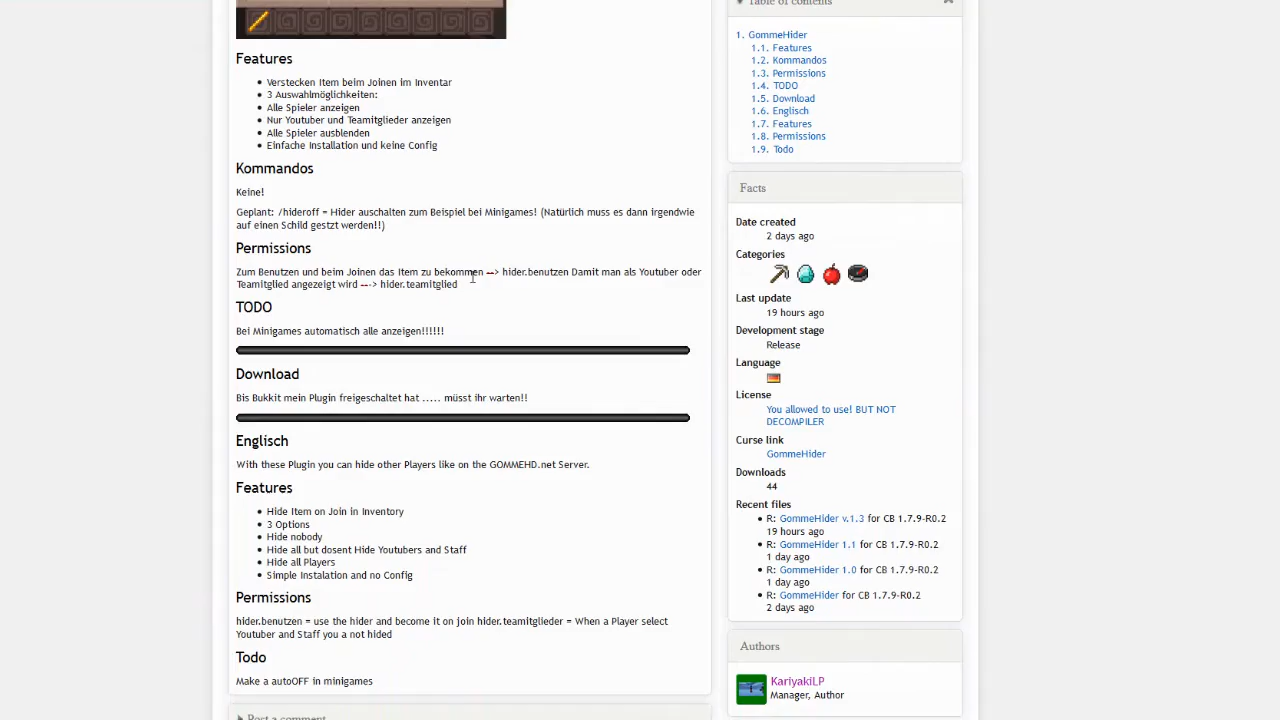 Features
Verstecken Item beim Joinen im Inventar
3 Auswahlmöglichkeiten:
Alle Spieler anzeigen
Nur Youtuber und Teamitglieder anzeigen
Alle Spieler ausblenden
Einfache Installation und keine Config
Kommandos
Keine!
Geplant: /hideroff = Hider auschalten zum Beispiel bei Minigames! (Natürlich muss es dann irgendwie
auf einen Schild gestzt werden!!)
Permissions
Zum Benutzen und beim Joinen das Item zu bekommen --> hider.benutzen Damit man als Youtuber oder
Teamitglied angezeigt wird ---> hider.teamitglied
TODO
Bei Minigames automatisch alle anzeigen!!!!!!
Download
Bis Bukkit mein Plugin freigeschaltet hat ..... müsst ihr warten!!
Englisch
With these Plugin you can hide other Players like on the GOMMEHD.net Server.
Features
Hide Item on Join in Inventory
3 Options
Hide nobody
Hide all but dosent Hide Youtubers and Staff
Hide all Players
Simple Instalation and no Config
Permissions
hider.benutzen = use the hider and become it on join hider.teamitglieder = When a Player select
Youtuber and Staff you a not hided
Todo
Make a autoOFF in minigames
Post a comment
Table of contents
1. GommeHider
1.1. Features
1.2. Kommandos
1.3. Permissions
1.4. TODO
1.5. Download
1.6. Englisch
1.7. Features
1.8. Permissions
1.9. Todo
Facts
Date created
2 days ago
Categories
Last update
19 hours ago
Development stage
Release
Language
License
You allowed to use! BUT NOT
DECOMPILER
Curse link
GommeHider
Downloads
44
Recent files
R: GommeHider v.1.3 for CB 1.7.9-R0.2
19 hours ago
R: GommeHider 1.1 for CB 1.7.9-R0.2
1 day ago
R: GommeHider 1.0 for CB 1.7.9-R0.2
1 day ago
R: GommeHider for CB 1.7.9-R0.2
2 days ago
Authors
KariyakiLP
Manager, Author